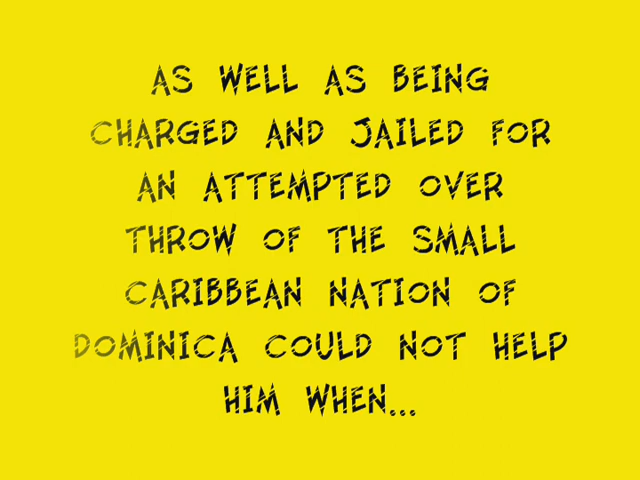 AS WELL AS BEING
CHARGED AND JAILED FOR
AN ATTEMPTED OVER
THROW OF THE SMALL
CARIBBEAN NATION OF
DOMINICA COULD NOT HELP
HIM WHEN...